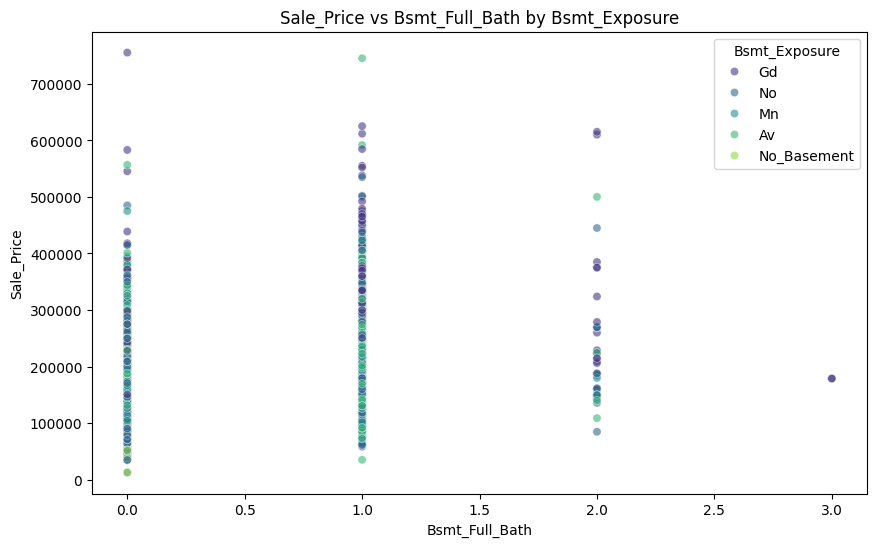 Sale_Price vs Bsmt_Full_Bath by Bsmt_Exposure
Bsmt_Exposure
Gd
No
Mn
Av
No_Basement
Sale_Price
700000
600000
500000
400000
300000
200000
100000
0
0.0
0.5
1.0
1.5
2.0
2.5
3.0
Bsmt_Full_Bath